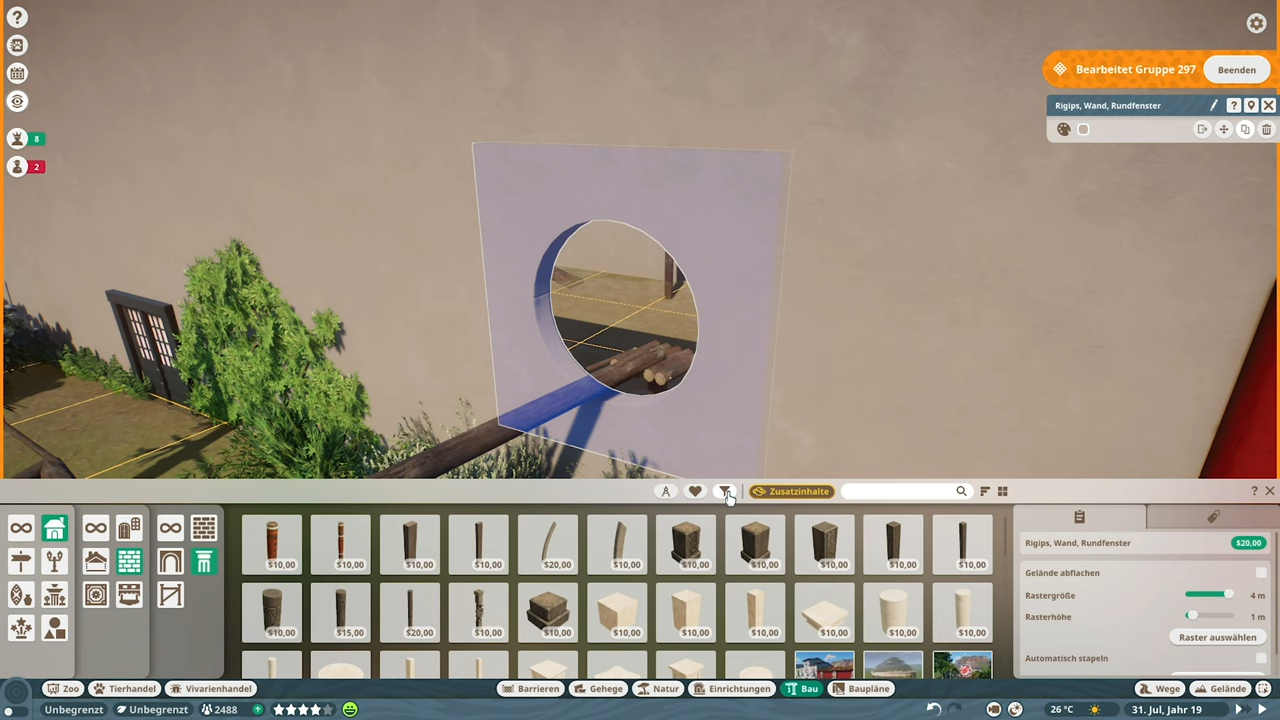 Bearbeitet Gruppe 297
Beenden
Rigips, Wand, Rundfenster
8
2
Zusatzinhalte
$10,00 $10,00 $10,00 $10,00 $20,00 $10,00 $10,00 $10,00 $10,00 $10,00 $10,00
$10,00 $15,00 $20,00 $10,00 $10,00 $10,00 $10,00 $10,00 $10,00 $10,00 $10,00
Rigips, Wand, Rundfenster $20,00
Gelände abflachen
Rastergröße 4 m
Rasterhöhe 1 m
Raster auswählen
Automatisch stapeln
Zoo Tierhandel Vivarienhandel Barrieren Gehege Natur Einrichtungen Bau Baupläne Wege Gelände
Unbegrenzt Unbegrenzt 2488 26 °C 31. Jul, Jahr 19